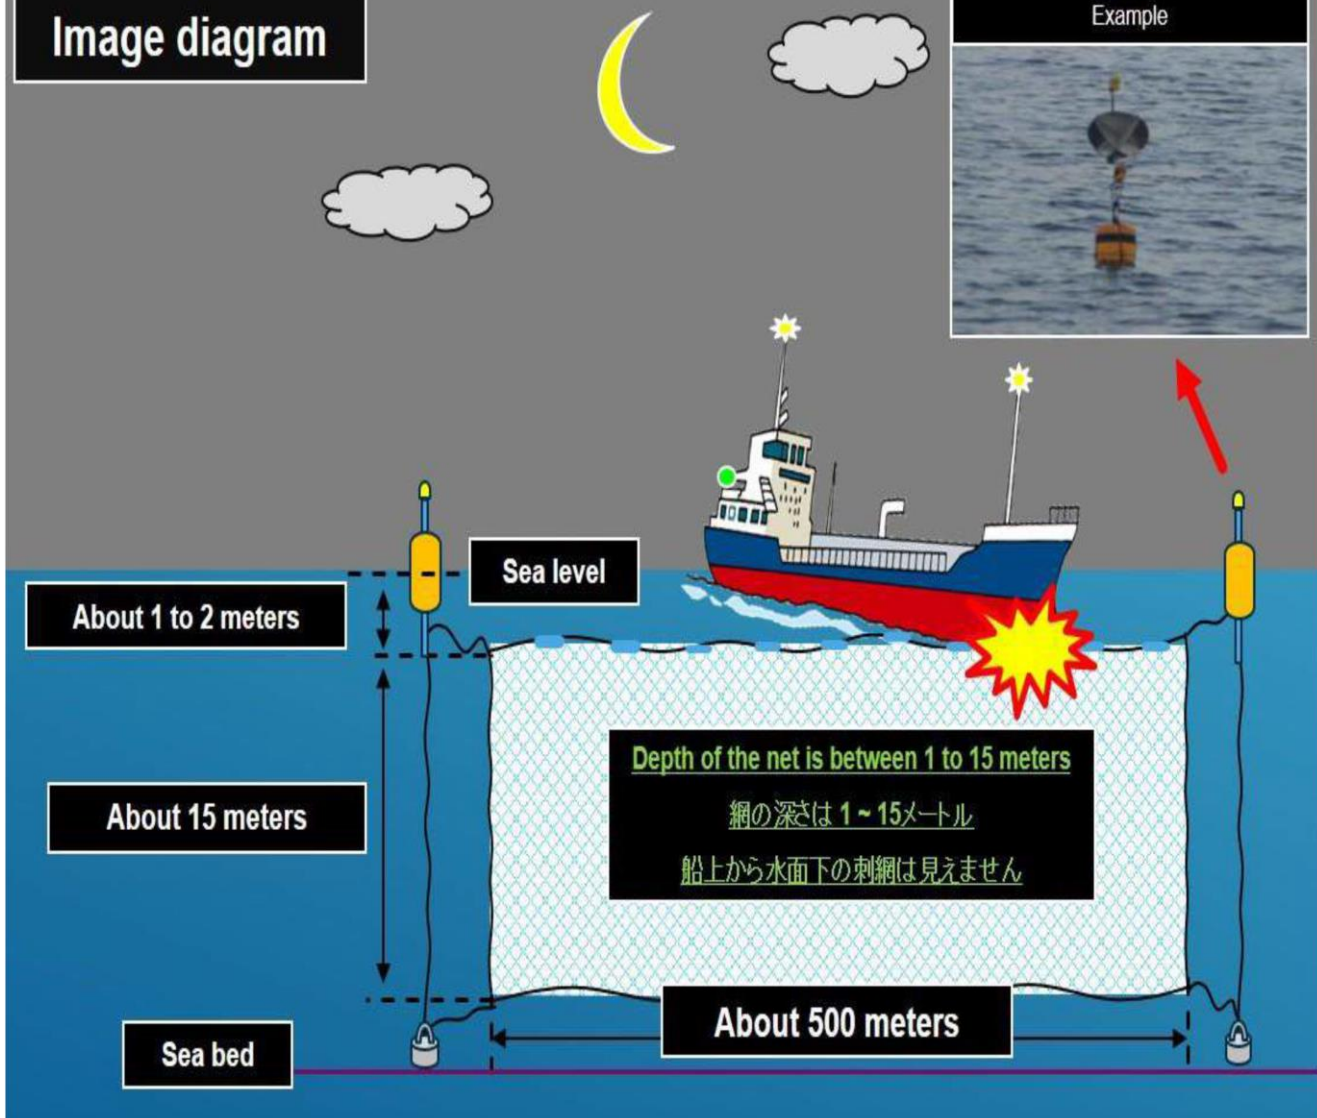 Image diagram
Example
Sea level
About 1 to 2 meters
Depth of the net is between 1 to 15 meters
網の深さは 1 ~ 15メートル
船上から水面下の刺網は見えません
About 15 meters
About 500 meters
Sea bed